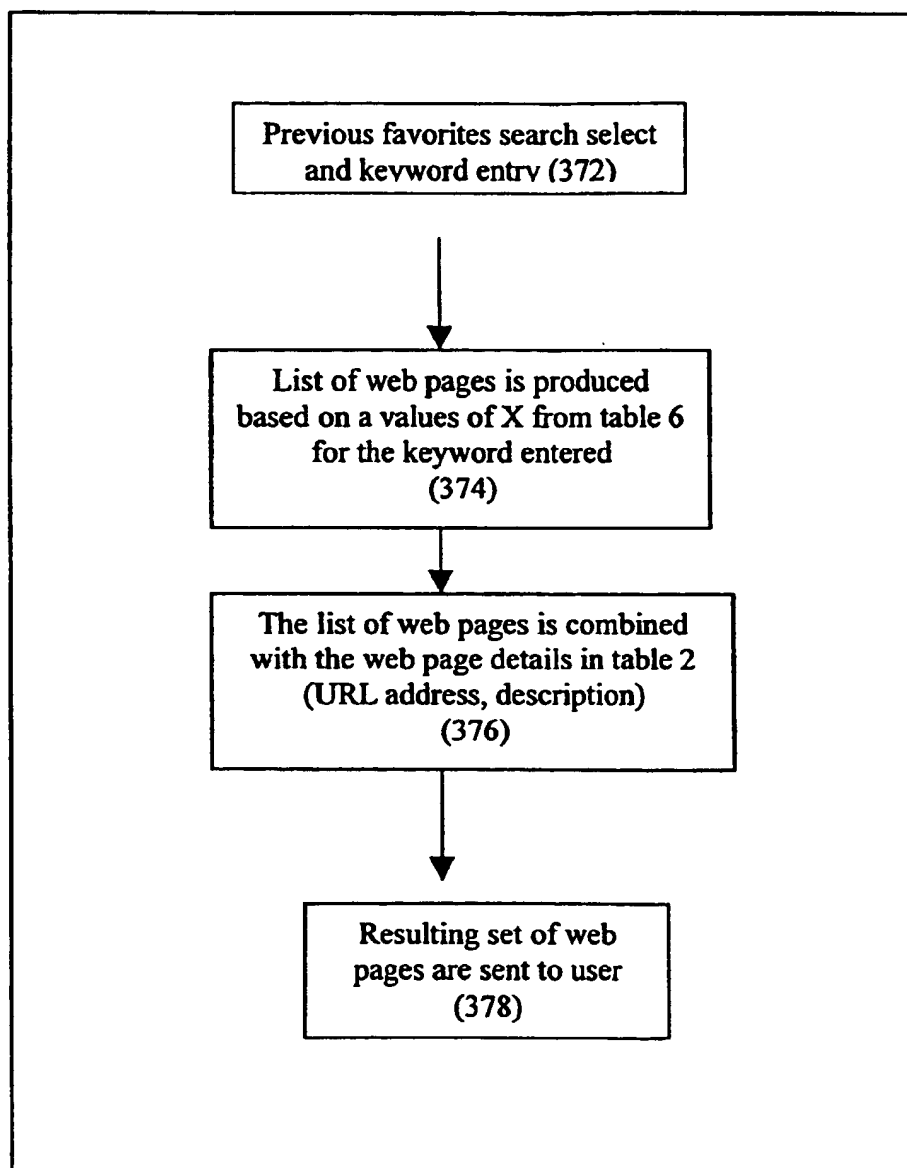 Previous favorites search select
and keyword entry (372)
List of web pages is produced
based on a values of X from table 6
for the keyword entered
(374)
The list of web pages is combined
with the web page details in table 2
(URL address, description)
(376)
Resulting set of web
pages are sent to user
(378)